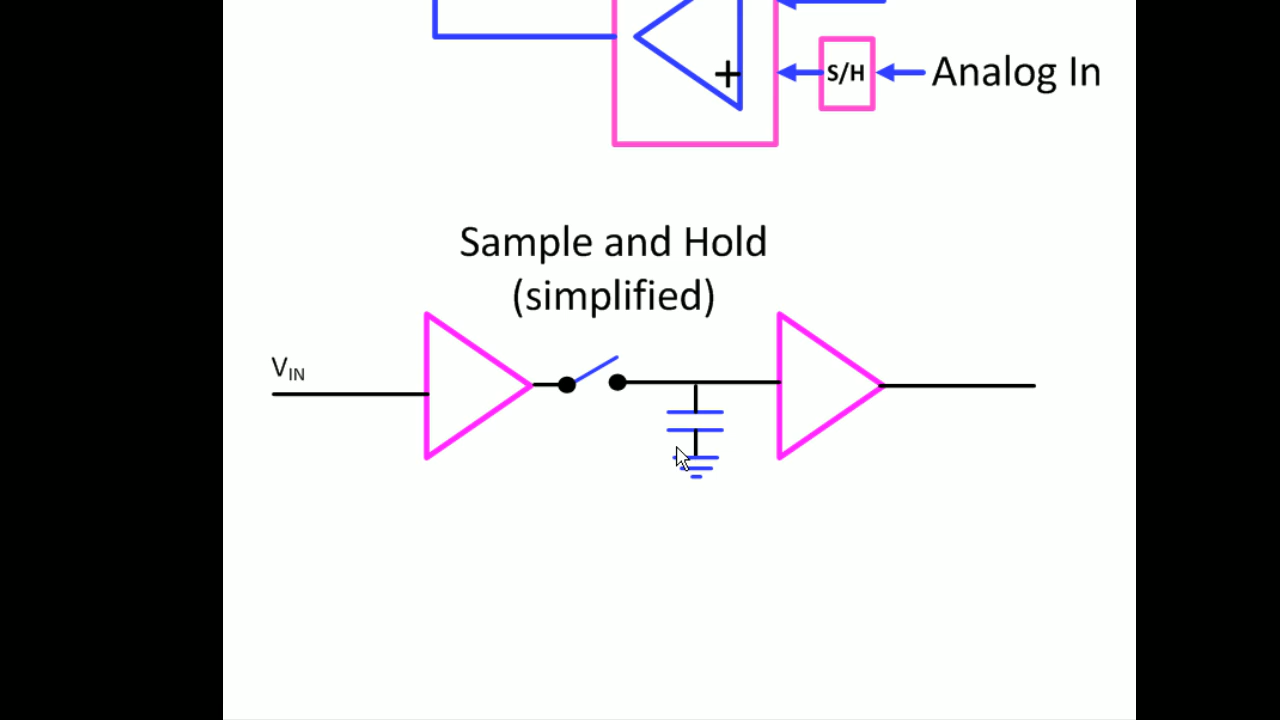 +
S/H
Analog In
Sample and Hold
(simplified)
VIN